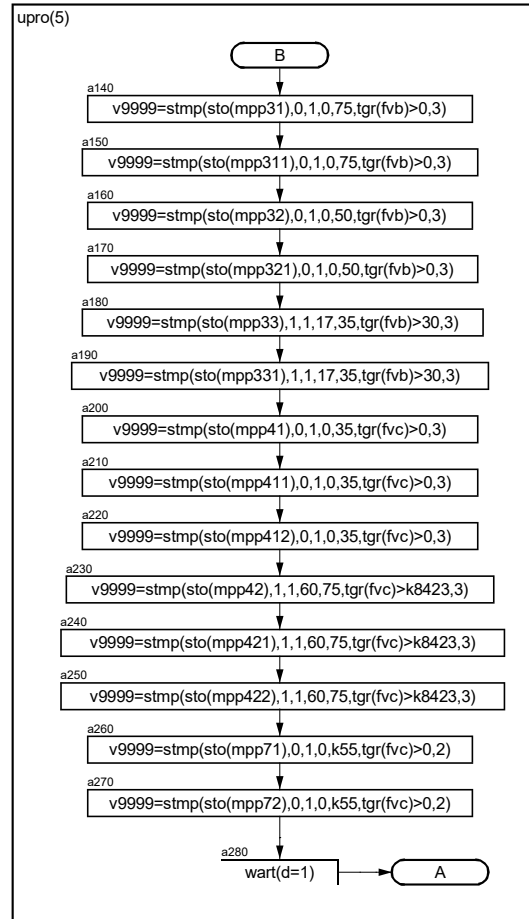 upro(5)
B
a140
v9999=stmp(sto(mpp31),0,1,0,75,tgr(fvb)>0,3)
a150
v9999=stmp(sto(mpp311),0,1,0,75,tgr(fvb)>0,3)
a160
v9999=stmp(sto(mpp32),0,1,0,50,tgr(fvb)>0,3)
a170
v9999=stmp(sto(mpp321),0,1,0,50,tgr(fvb)>0,3)
a180
v9999=stmp(sto(mpp33),1,1,17,35,tgr(fvb)>30,3)
a190
v9999=stmp(sto(mpp331),1,1,17,35,tgr(fvb)>30,3)
a200
v9999=stmp(sto(mpp41),0,1,0,35,tgr(fvc)>0,3)
a210
v9999=stmp(sto(mpp411),0,1,0,35,tgr(fvc)>0,3)
a220
v9999=stmp(sto(mpp412),0,1,0,35,tgr(fvc)>0,3)
a230
v9999=stmp(sto(mpp42),1,1,60,75,tgr(fvc)>k8423,3)
a240
v9999=stmp(sto(mpp421),1,1,60,75,tgr(fvc)>k8423,3)
a250
v9999=stmp(sto(mpp422),1,1,60,75,tgr(fvc)>k8423,3)
a260
v9999=stmp(sto(mpp71),0,1,0,k55,tgr(fvc)>0,2)
a270
v9999=stmp(sto(mpp72),0,1,0,k55,tgr(fvc)>0,2)
a280
wart(d=1)
A